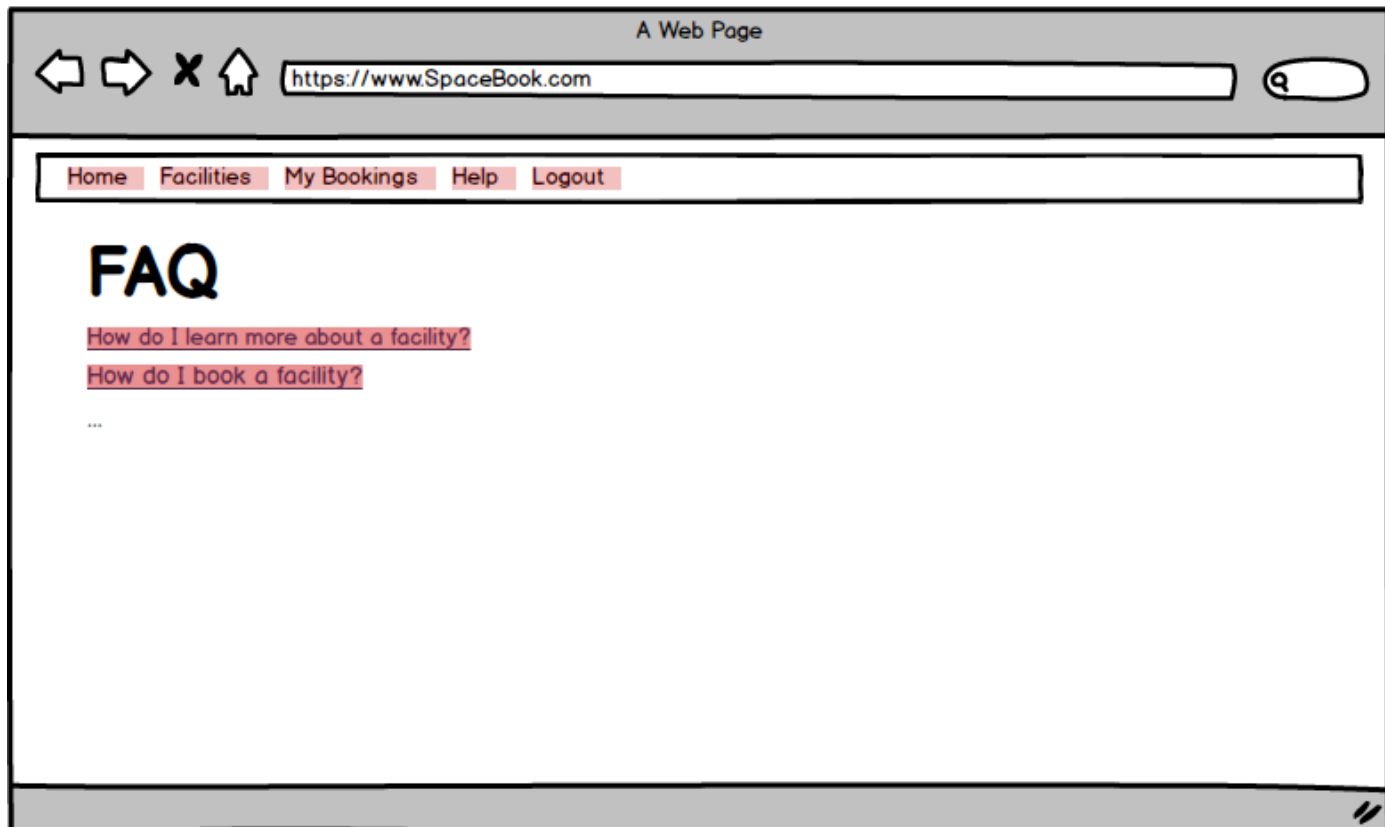 A Web Page
https://www.SpaceBook.com
Home Facilities My Bookings Help Logout
FAQ
How do I learn more about a facility?
How do I book a facility?
...